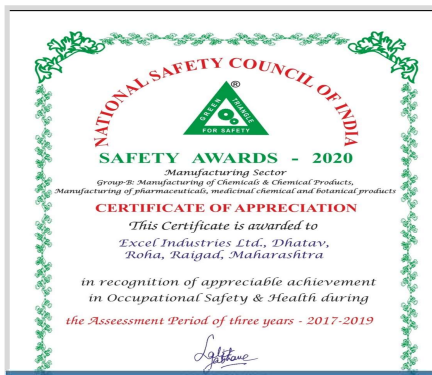 NATIONAL SAFETY COUNCIL OF INDIA
®
GREEN TRIANGLE
FOR SAFETY
SAFETY AWARDS - 2020
Manufacturing Sector
Group-B: Manufacturing of Chemicals & Chemical Products,
Manufacturing of pharmaceuticals, medicinal chemical and botanical products
CERTIFICATE OF APPRECIATION
This Certificate is awarded to
Excel Industries Ltd., Dhatav,
Roha, Raigad, Maharashtra
in recognition of appreciable achievement
in Occupational Safety & Health during
the Asseessment Period of three years - 2017-2019